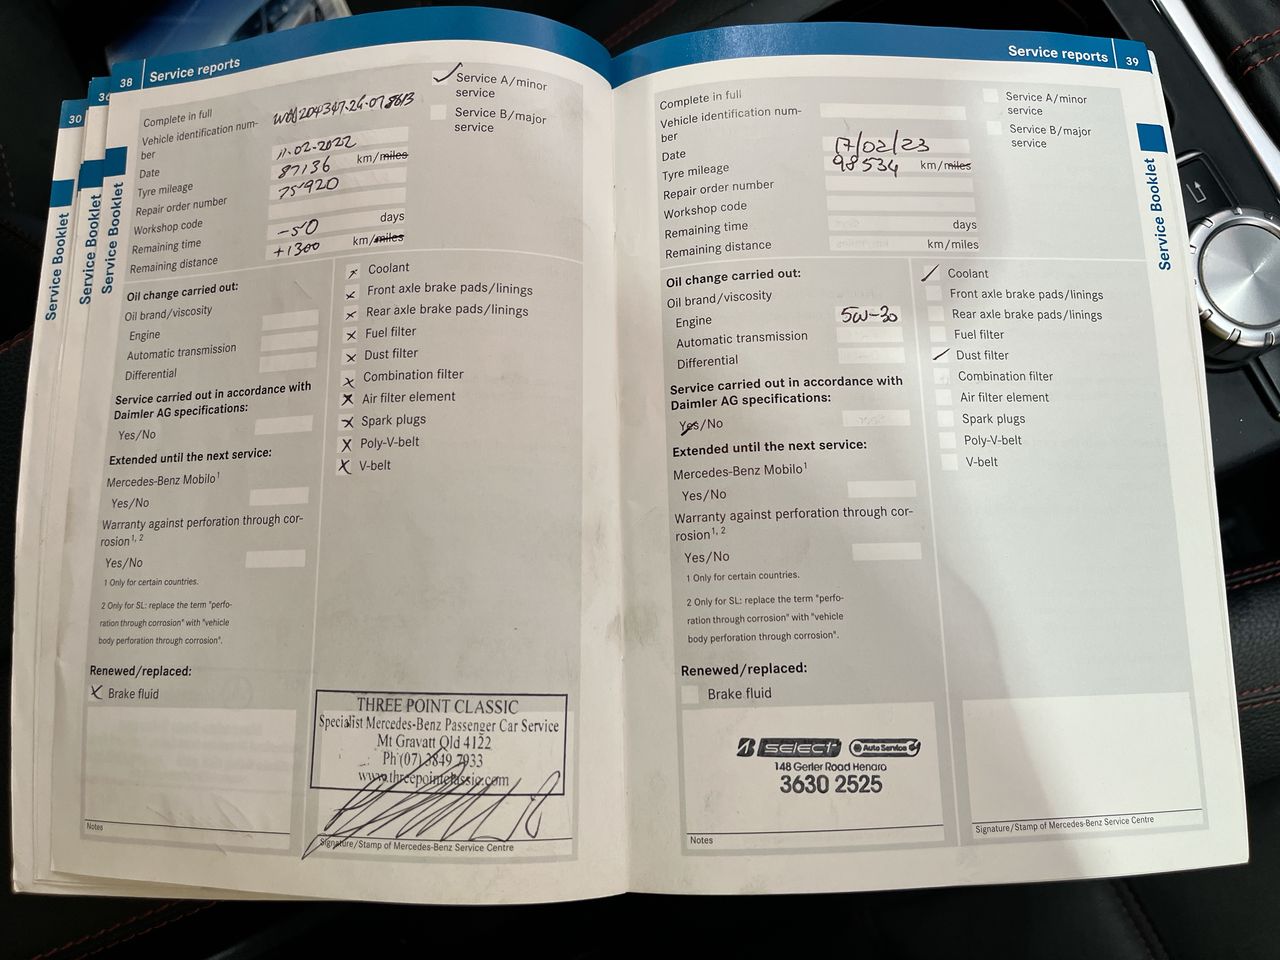 30
36
38 Service reports
Service Booklet
Service Booklet
Service Booklet
Complete in full
Vehicle identification num-
ber
Date 11.02.2022
Tyre mileage 87136 km/miles
Repair order number 75920
Workshop code
Remaining time -50 days
Remaining distance +1300 km/miles
✓ Service A/minor
service
Service B/major
service
Oil change carried out:
Oil brand/viscosity
Engine
Automatic transmission
Differential
Service carried out in accordance with
Daimler AG specifications:
Yes/No
Extended until the next service:
Mercedes-Benz Mobilo¹
Yes/No
Warranty against perforation through cor-
rosion¹, ²
Yes/No
1 Only for certain countries.
2 Only for SL: replace the term "perfo-
ration through corrosion" with "vehicle
body perforation through corrosion".
Renewed/replaced:
x Brake fluid
x Coolant
x Front axle brake pads/linings
x Rear axle brake pads/linings
x Fuel filter
x Dust filter
x Combination filter
x Air filter element
x Spark plugs
x Poly-V-belt
x V-belt
THREE POINT CLASSIC
Specialist Mercedes-Benz Passenger Car Service
Mt Gravatt Qld 4122
Ph (07) 3849 7933
www.threepointclassic.com
Notes
Signature/Stamp of Mercedes-Benz Service Centre
Service reports 39
Service Booklet
Complete in full
Vehicle identification num-
ber
Date 17/02/23
Tyre mileage 98534 km/miles
Repair order number
Workshop code
Remaining time days
Remaining distance km/miles
Service A/minor
service
Service B/major
service
Oil change carried out:
Oil brand/viscosity
Engine 5W-30
Automatic transmission
Differential
Service carried out in accordance with
Daimler AG specifications:
Yes/No
Extended until the next service:
Mercedes-Benz Mobilo¹
Yes/No
Warranty against perforation through cor-
rosion¹, ²
Yes/No
1 Only for certain countries.
2 Only for SL: replace the term "perfo-
ration through corrosion" with "vehicle
body perforation through corrosion".
Renewed/replaced:
Brake fluid
/ Coolant
Front axle brake pads/linings
Rear axle brake pads/linings
Fuel filter
/ Dust filter
Combination filter
Air filter element
Spark plugs
Poly-V-belt
V-belt
B SELECT Auto Service
148 Gerler Road Henara
3630 2525
Notes
Signature/Stamp of Mercedes-Benz Service Centre